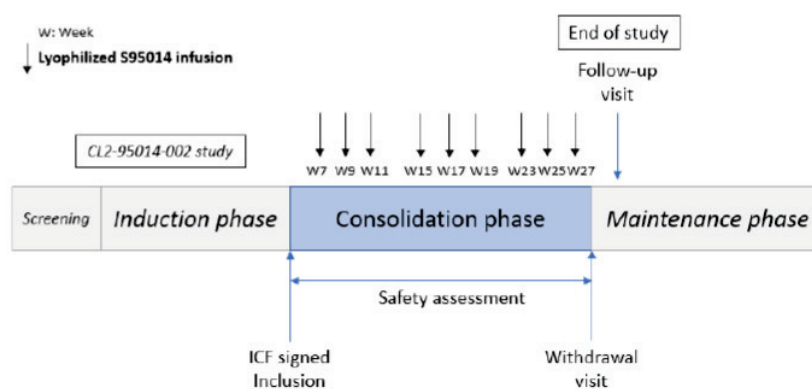 W: Week
Lyophilized S95014 infusion
End of study
Follow-up
visit
CL2-95014-002 study
W7 W9 W11 W15 W17 W19 W23 W25 W27
Screening Induction phase Consolidation phase Maintenance phase
Safety assessment
ICF signed
Inclusion
Withdrawal
visit